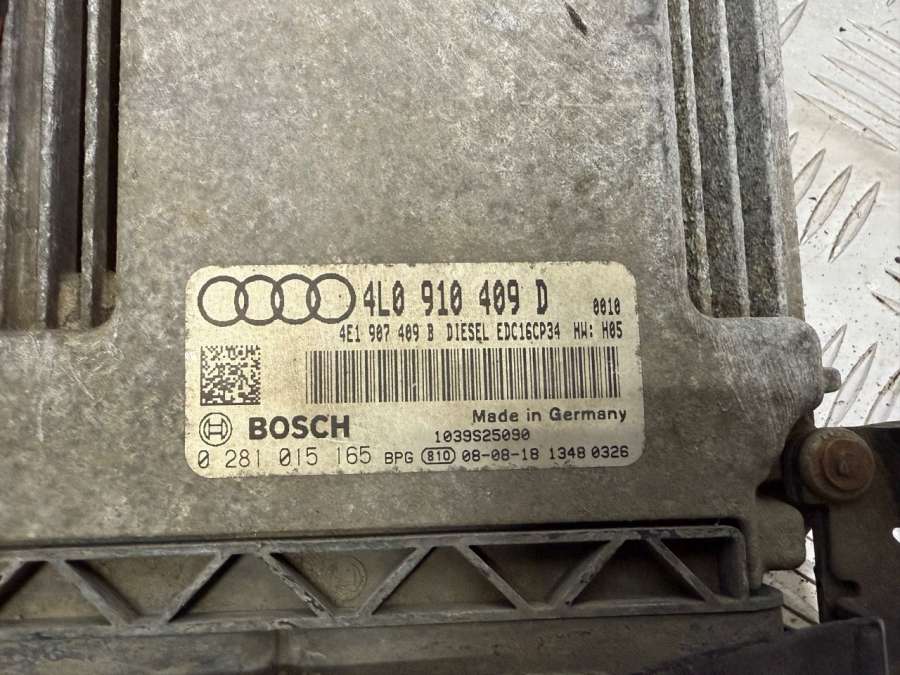 4L0 910 409 D 0010
4E1 907 409 B DIESEL EDC16CP34 HW: H05
BOSCH Made in Germany
1039S25090
0 281 015 165 BPG 810 08-08-18 1348 0326